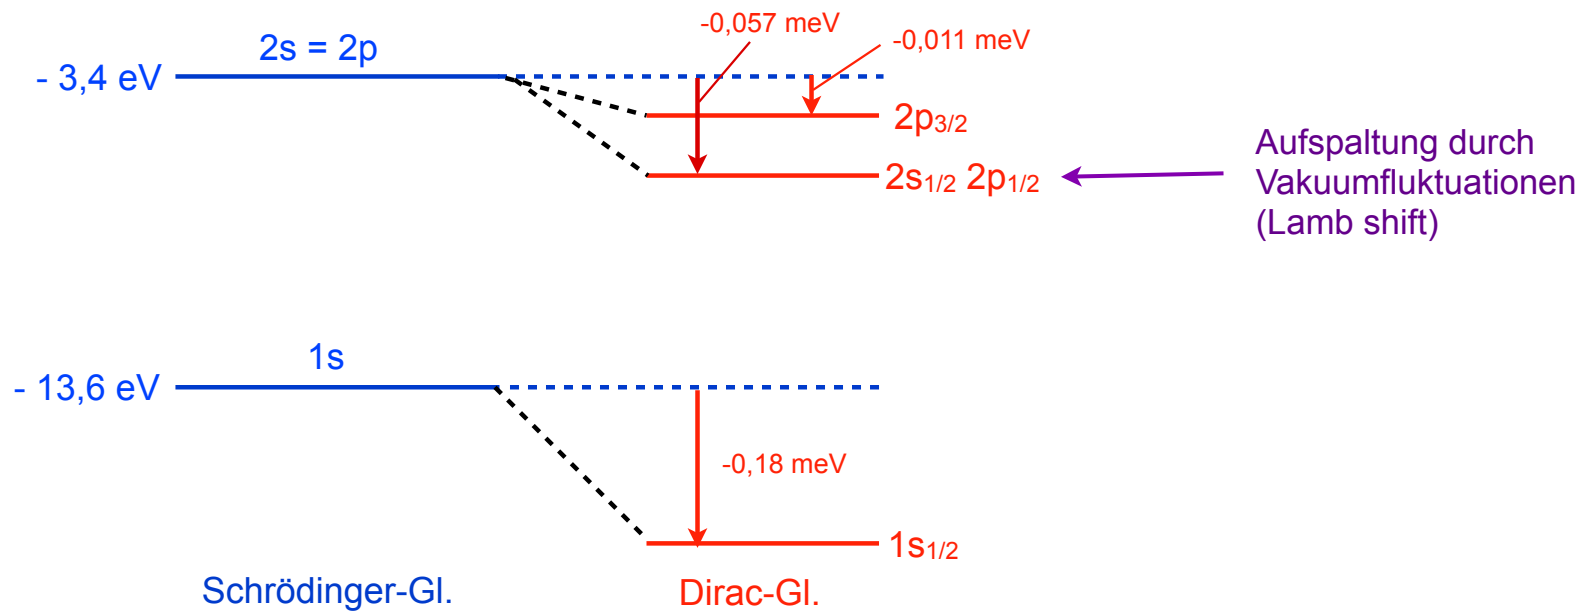 -0,057 meV
2s = 2p
-0,011 meV
- 3,4 eV
2p3/2
Aufspaltung durch
Vakuumfluktuationen
(Lamb shift)
2s1/2 2p1/2
1s
- 13,6 eV
-0,18 meV
1s1/2
Schrödinger-Gl.
Dirac-Gl.